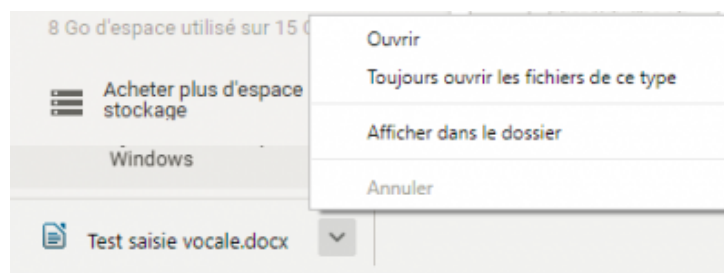 8 Go d'espace utilisé sur 15
Ouvrir
Toujours ouvrir les fichiers de ce type
Acheter plus d'espace
stockage
Afficher dans le dossier
Windows
Annuler
Test saisie vocale.docx